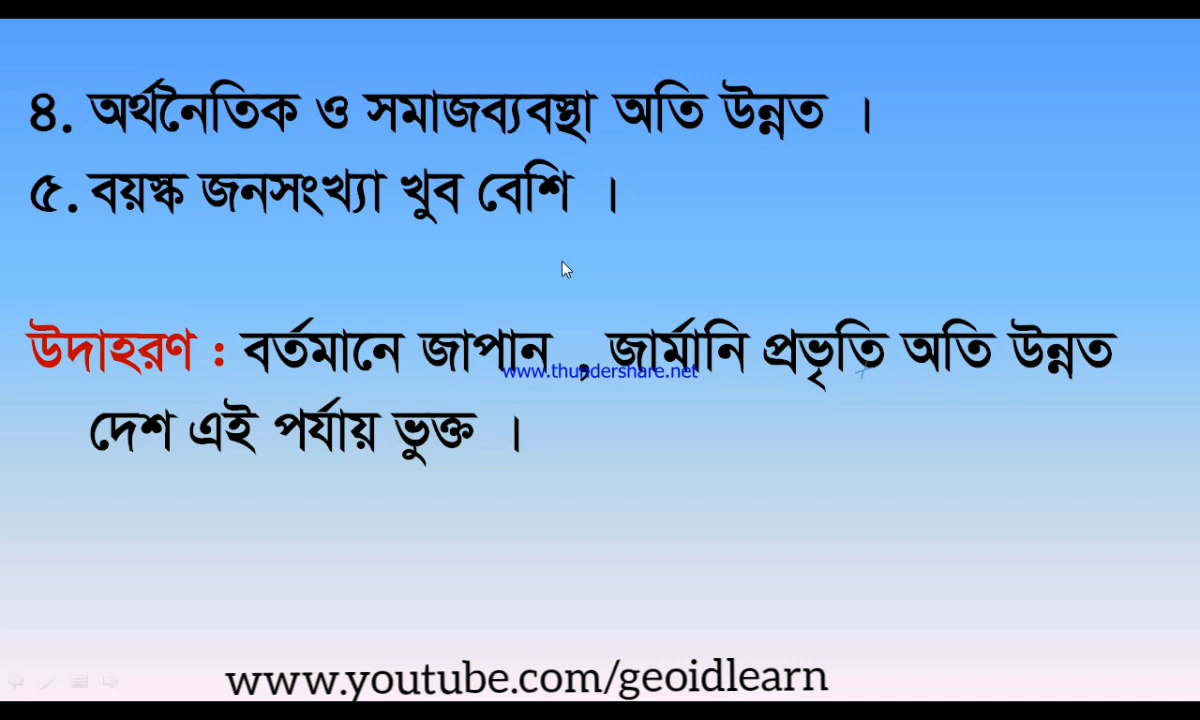 ৪. অর্থনৈতিক ও সমাজব্যবস্থা অতি উন্নত ।
৫. বয়স্ক জনসংখ্যা খুব বেশি ।
উদাহরণ : বর্তমানে জাপান , জার্মানি প্রভৃতি অতি উন্নত
www.thundershare.net
দেশ এই পর্যায় ভুক্ত ।
www.youtube.com/geoidlearn